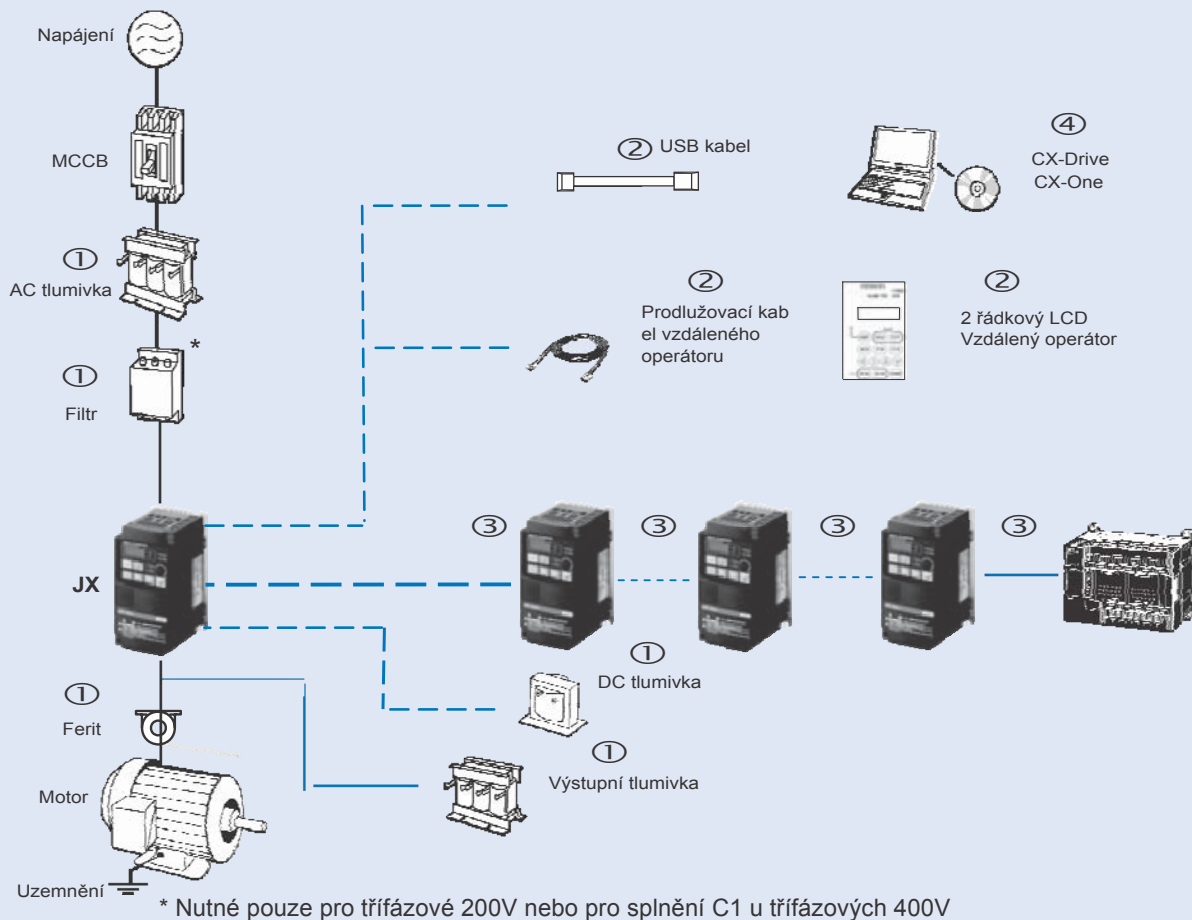 Napájení
MCCB
② USB kabel
④
CX-Drive
CX-One
①
AC tlumivka
②
Prodlužovací kab
el vzdáleného
operátoru
②
2 řádkový LCD
Vzdálený operátor
*
①
Filtr
③
③
③
③
JX
①
DC tlumivka
①
Ferit
①
Výstupní tlumivka
Motor
Uzemnění
* Nutné pouze pro třífázové 200V nebo pro splnění C1 u třífázových 400V